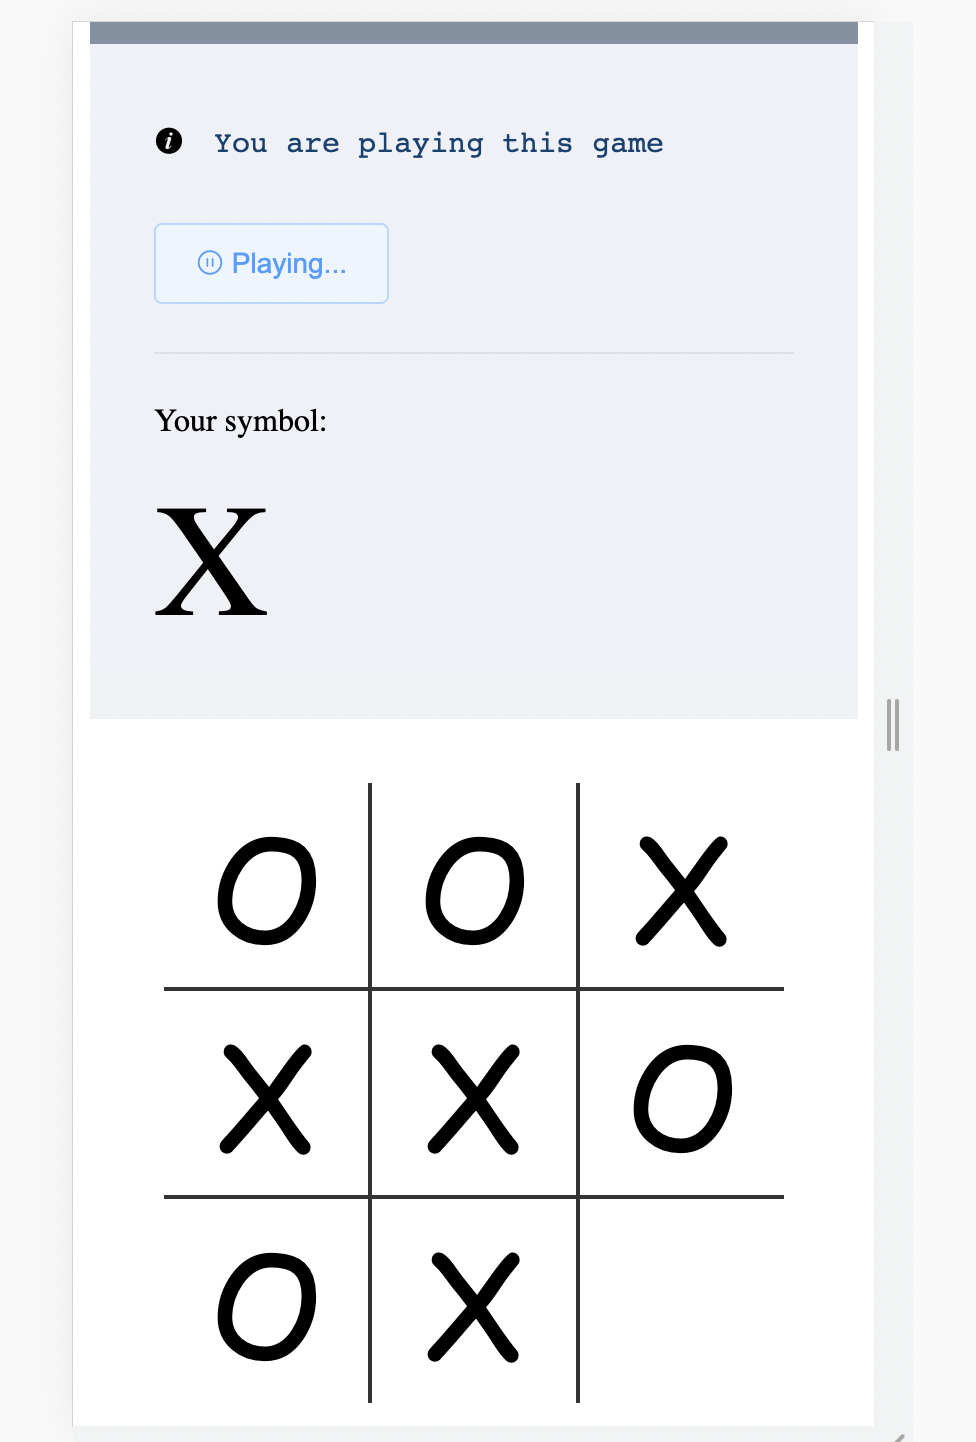 You are playing this game
Playing...
Your symbol:
X
O O X
X X O
O X